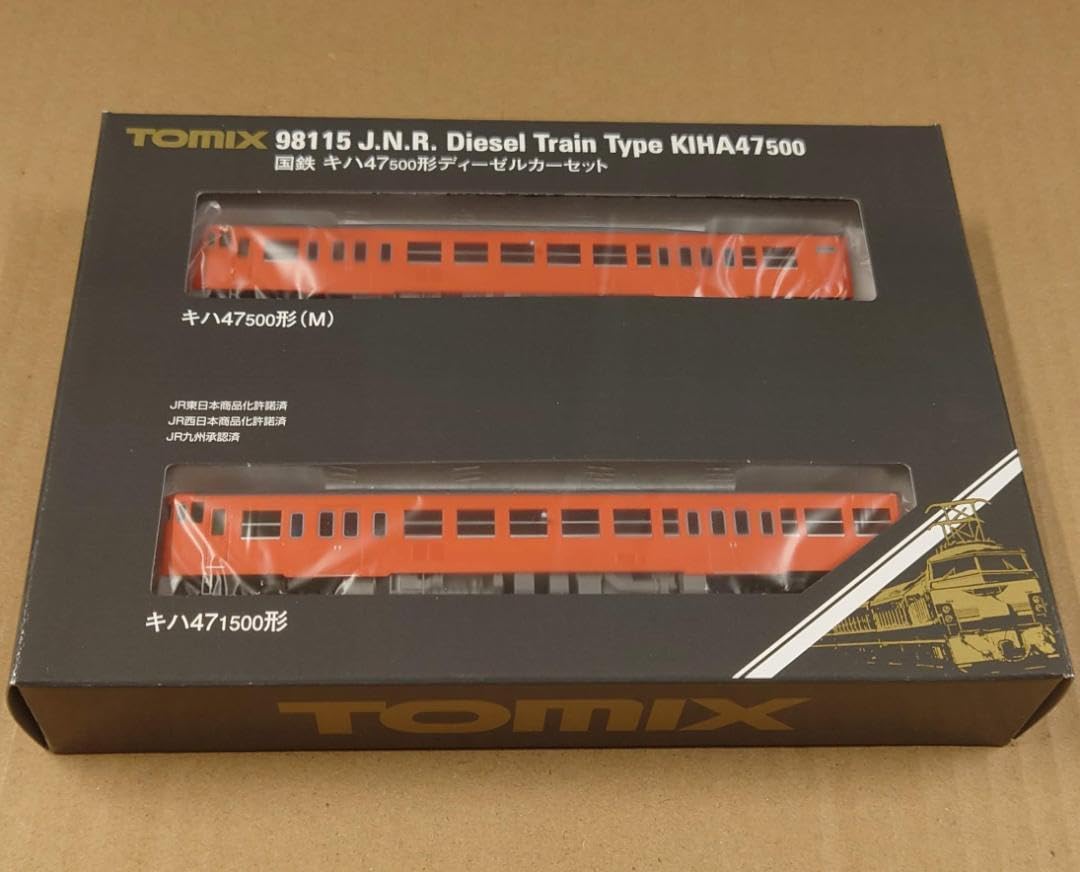 TOMIX 98115 J.N.R. Diesel Train Type KIHA47500
国鉄 キハ47500形ディーゼルカーセット
キハ47500形(M)
JR東日本商品化許諾済
JR西日本商品化許諾済
JR九州承認済
キハ471500形
TOMIX